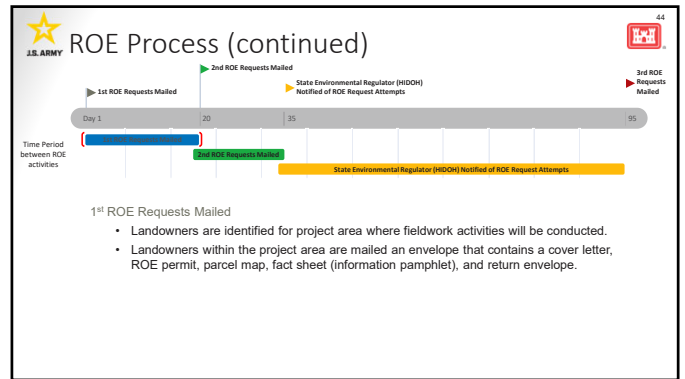 44
U.S. ARMY
ROE Process (continued)
2nd ROE Requests Mailed
3rd ROE
Requests
Mailed
State Environmental Regulator (HIDOH)
Notified of ROE Request Attempts
1st ROE Requests Mailed
Day 1 20 35 95
Time Period
between ROE
activities
1st ROE Requests Mailed
2nd ROE Requests Mailed
State Environmental Regulator (HIDOH) Notified of ROE Request Attempts
1st ROE Requests Mailed
• Landowners are identified for project area where fieldwork activities will be conducted.
• Landowners within the project area are mailed an envelope that contains a cover letter,
ROE permit, parcel map, fact sheet (information pamphlet), and return envelope.